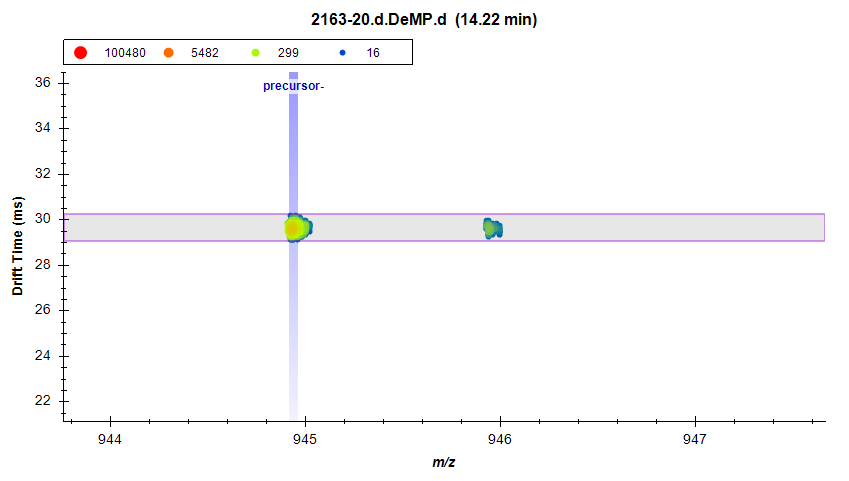 2163-20.d.DeMP.d (14.22 min)
100480 5482 299 16
precursor-
36
34
32
30
28
26
24
22
Drift Time (ms)
944 945 946 947
m/z